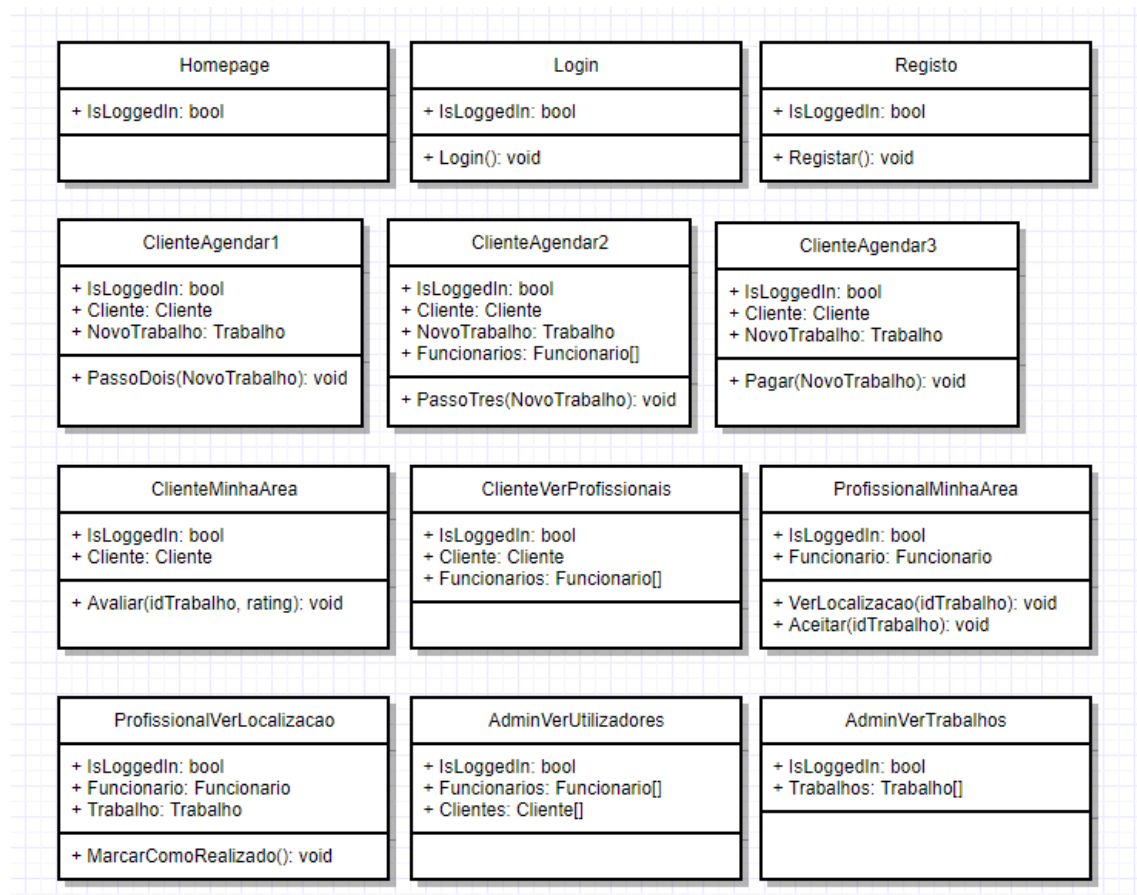 Homepage
+ IsLoggedIn: bool
Login
+ IsLoggedIn: bool
+ Login(): void
Registo
+ IsLoggedIn: bool
+ Registar(): void
ClienteAgendar1
+ IsLoggedIn: bool
+ Cliente: Cliente
+ NovoTrabalho: Trabalho
+ PassoDois(NovoTrabalho): void
ClienteAgendar2
+ IsLoggedIn: bool
+ Cliente: Cliente
+ NovoTrabalho: Trabalho
+ Funcionarios: Funcionario[]
+ PassoTres(NovoTrabalho): void
ClienteAgendar3
+ IsLoggedIn: bool
+ Cliente: Cliente
+ NovoTrabalho: Trabalho
+ Pagar(NovoTrabalho): void
ClienteMinhaArea
+ IsLoggedIn: bool
+ Cliente: Cliente
+ Avaliar(idTrabalho, rating): void
ClienteVerProfissionais
+ IsLoggedIn: bool
+ Cliente: Cliente
+ Funcionarios: Funcionario[]
ProfissionalMinhaArea
+ IsLoggedIn: bool
+ Funcionario: Funcionario
+ VerLocalizacao(idTrabalho): void
+ Aceitar(idTrabalho): void
ProfissionalVerLocalizacao
+ IsLoggedIn: bool
+ Funcionario: Funcionario
+ Trabalho: Trabalho
+ MarcarComoRealizado(): void
AdminVerUtilizadores
+ IsLoggedIn: bool
+ Funcionarios: Funcionario[]
+ Clientes: Cliente[]
AdminVerTrabalhos
+ IsLoggedIn: bool
+ Trabalhos: Trabalho[]